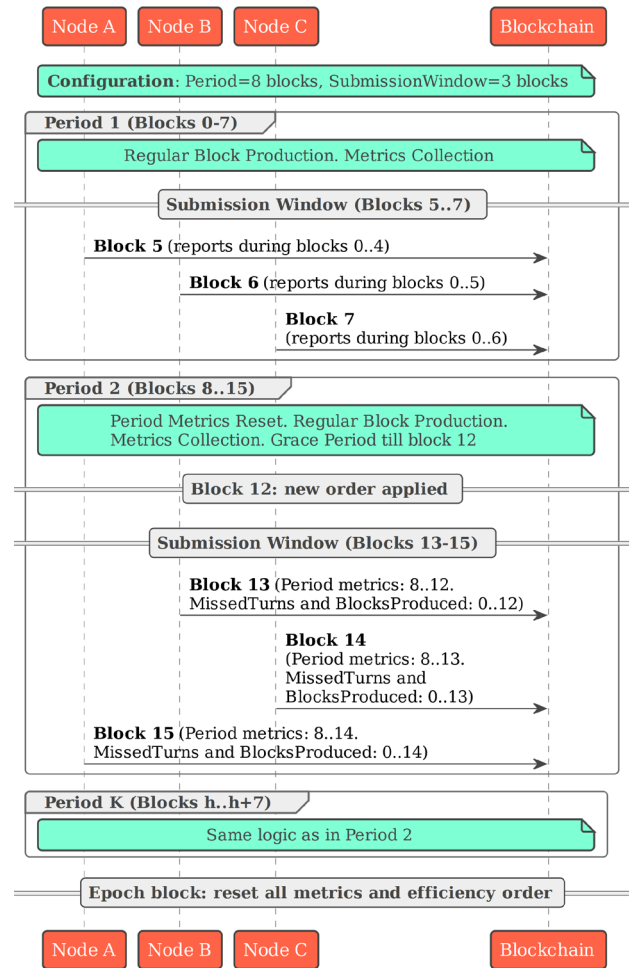 Node A Node B Node C Blockchain
Configuration: Period=8 blocks, SubmissionWindow=3 blocks
Period 1 (Blocks 0-7)
Regular Block Production. Metrics Collection
Submission Window (Blocks 5..7)
Block 5 (reports during blocks 0..4)
Block 6 (reports during blocks 0..5)
Block 7
(reports during blocks 0..6)
Period 2 (Blocks 8..15)
Period Metrics Reset. Regular Block Production.
Metrics Collection. Grace Period till block 12
Block 12: new order applied
Submission Window (Blocks 13-15)
Block 13 (Period metrics: 8..12.
MissedTurns and BlocksProduced: 0..12)
Block 14
(Period metrics: 8..13.
MissedTurns and
BlocksProduced: 0..13)
Block 15 (Period metrics: 8..14.
MissedTurns and BlocksProduced: 0..14)
Period K (Blocks h..h+7)
Same logic as in Period 2
Epoch block: reset all metrics and efficiency order
Node A Node B Node C Blockchain